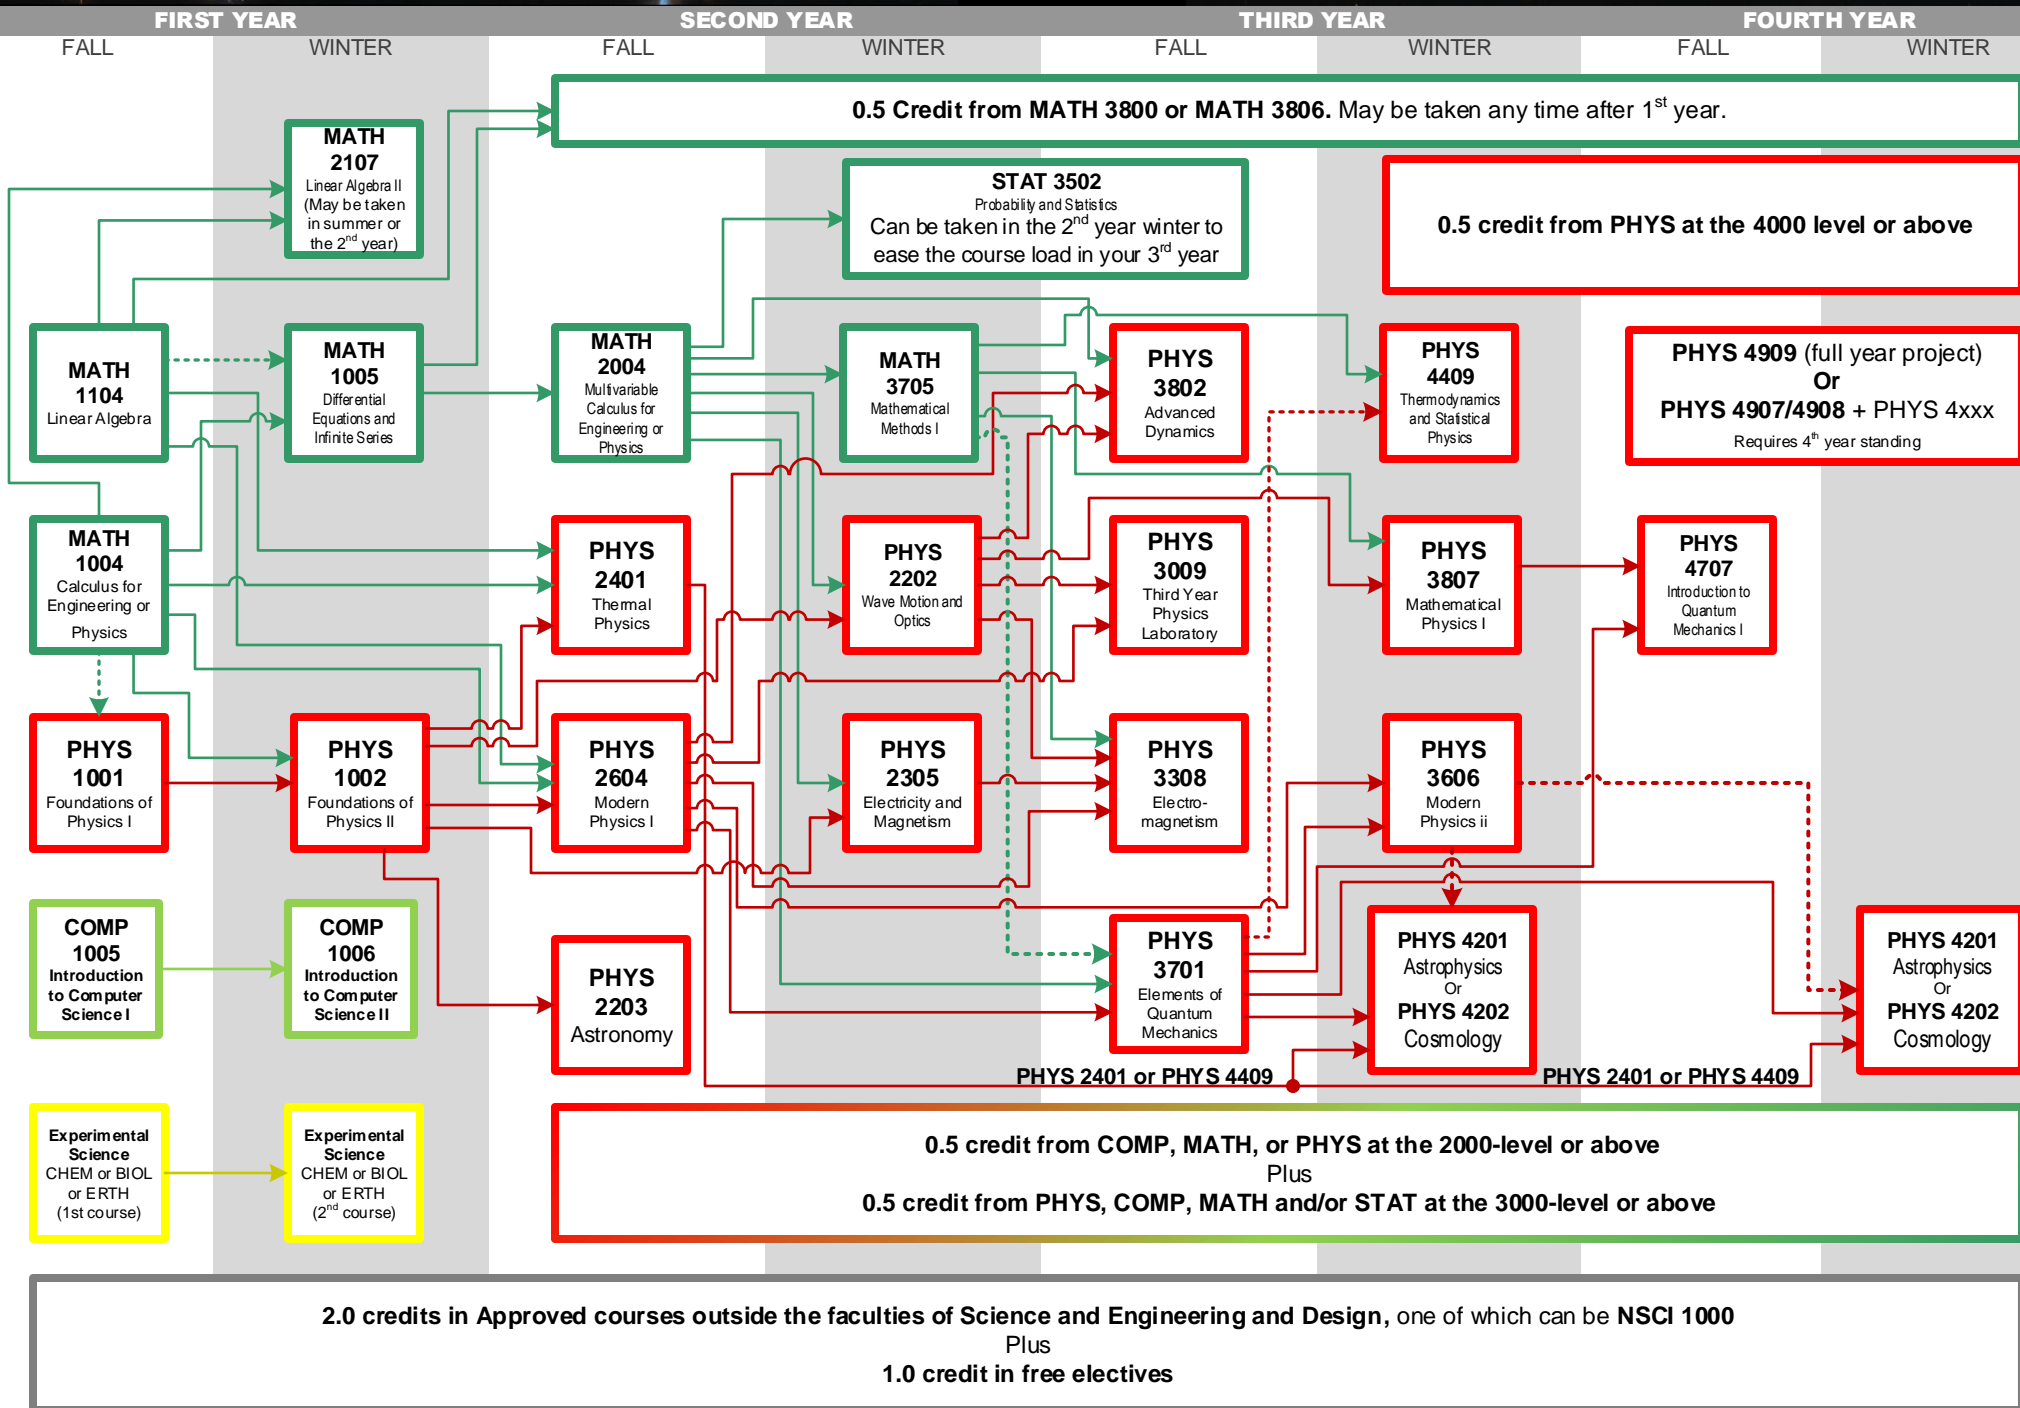 FIRST YEAR
SECOND YEAR
THIRD YEAR
FOURTH YEAR
FALL
WINTER
FALL
WINTER
FALL
WINTER
FALL
WINTER
0.5 Credit from MATH 3800 or MATH 3806. May be taken any time after 1st year.
MATH
2107
Linear Algebra II
(May be taken
in summer or
the 2nd year)
STAT 3502
Probability and Statistics
Can be taken in the 2nd year winter to
ease the course load in your 3rd year
0.5 credit from PHYS at the 4000 level or above
MATH
1104
Linear Algebra
MATH
1005
Differential
Equations and
Infinite Series
MATH
2004
Multivariable
Calculus for
Engineering or
Physics
MATH
3705
Mathematical
Methods I
PHYS
3802
Advanced
Dynamics
PHYS
4409
Thermodynamics
and Statistical
Physics
PHYS 4909 (full year project)
Or
PHYS 4907/4908 + PHYS 4xxx
Requires 4th year standing
MATH
1004
Calculus for
Engineering or
Physics
PHYS
2401
Thermal
Physics
PHYS
2202
Wave Motion and
Optics
PHYS
3009
Third Year
Physics
Laboratory
PHYS
3807
Mathematical
Physics I
PHYS
4707
Introduction to
Quantum
Mechanics I
PHYS
1001
Foundations of
Physics I
PHYS
1002
Foundations of
Physics II
PHYS
2604
Modern
Physics I
PHYS
2305
Electricity and
Magnetism
PHYS
3308
Electro-
magnetism
PHYS
3606
Modern
Physics ii
COMP
1005
Introduction
to Computer
Science I
COMP
1006
Introduction
to Computer
Science II
PHYS
2203
Astronomy
PHYS
3701
Elements of
Quantum
Mechanics
PHYS 4201
Astrophysics
Or
PHYS 4202
Cosmology
PHYS 4201
Astrophysics
Or
PHYS 4202
Cosmology
PHYS 2401 or PHYS 4409
PHYS 2401 or PHYS 4409
Experimental
Science
CHEM or BIOL
or ERTH
(1st course)
Experimental
Science
CHEM or BIOL
or ERTH
(2nd course)
0.5 credit from COMP, MATH, or PHYS at the 2000-level or above
Plus
0.5 credit from PHYS, COMP, MATH and/or STAT at the 3000-level or above
2.0 credits in Approved courses outside the faculties of Science and Engineering and Design, one of which can be NSCI 1000
Plus
1.0 credit in free electives